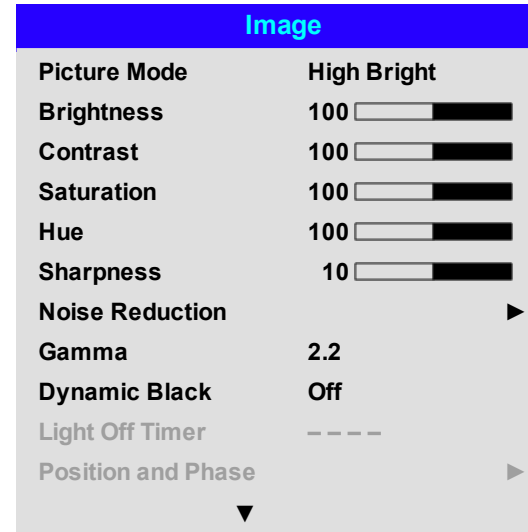 Image
Picture Mode High Bright
Brightness 100
Contrast 100
Saturation 100
Hue 100
Sharpness 10
Noise Reduction ►
Gamma 2.2
Dynamic Black Off
Light Off Timer – – – –
Position and Phase ►
▼